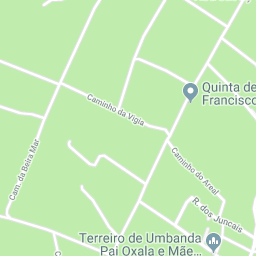 Quinta de
Francisco
Caminho da Vigia
Cam. da Beira Mar
Caminho do Areal
R. dos Juncais
Terreiro de Umbanda
Pai Oxala e Mãe...